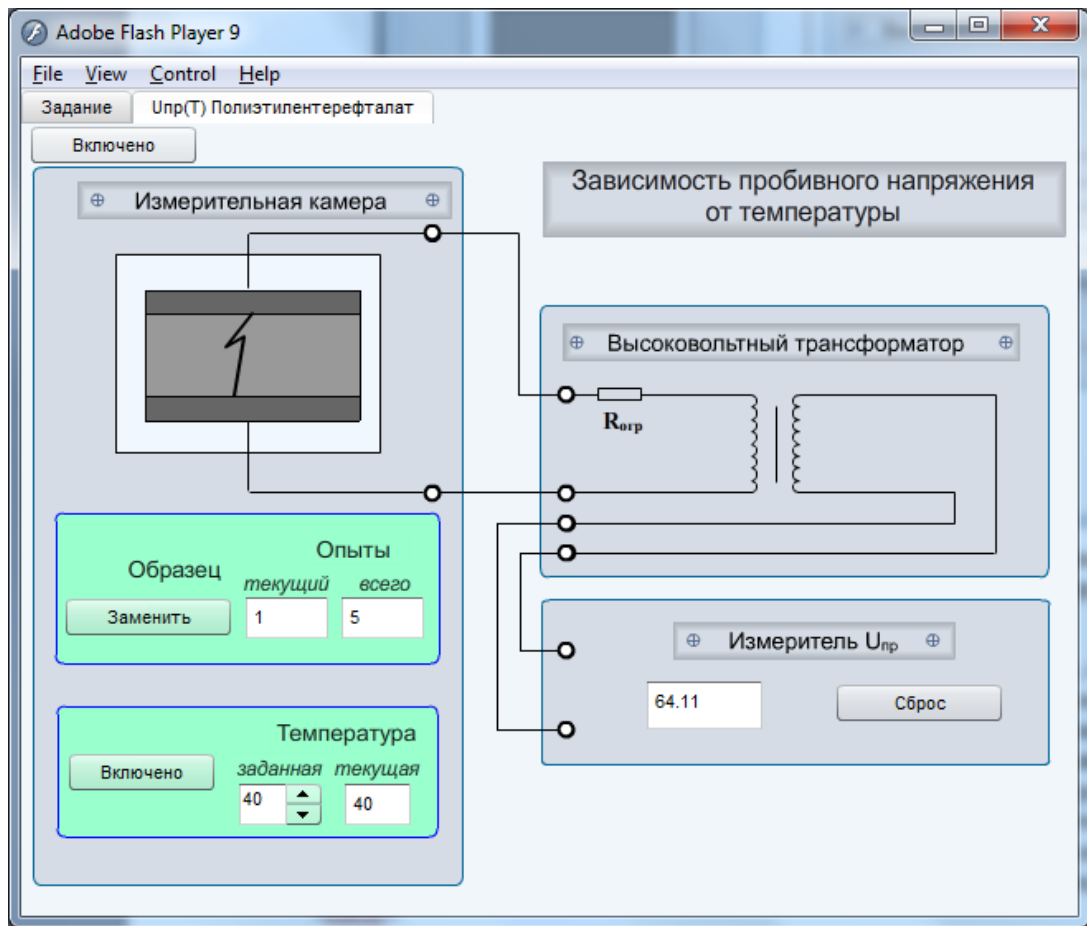 Adobe Flash Player 9
File View Control Help
Задание Uпр(T) Полиэтилентерефталат
Включено
Измерительная камера
Зависимость пробивного напряжения
от температуры
Высоковольтный трансформатор
Rогр
Опыты
Образец
текущий всего
Заменить 1 5
Измеритель Uпр
64.11 Сброс
Температура
заданная текущая
Включено
40 40